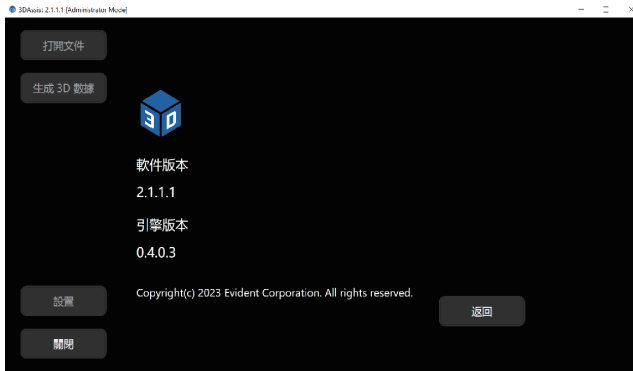 3DAssist 2.1.1.1 [Administrator Mode]
打開文件
生成 3D 數據
3D
軟件版本
2.1.1.1
引擎版本
0.4.0.3
Copyright(c) 2023 Evident Corporation. All rights reserved.
設置
返回
關閉